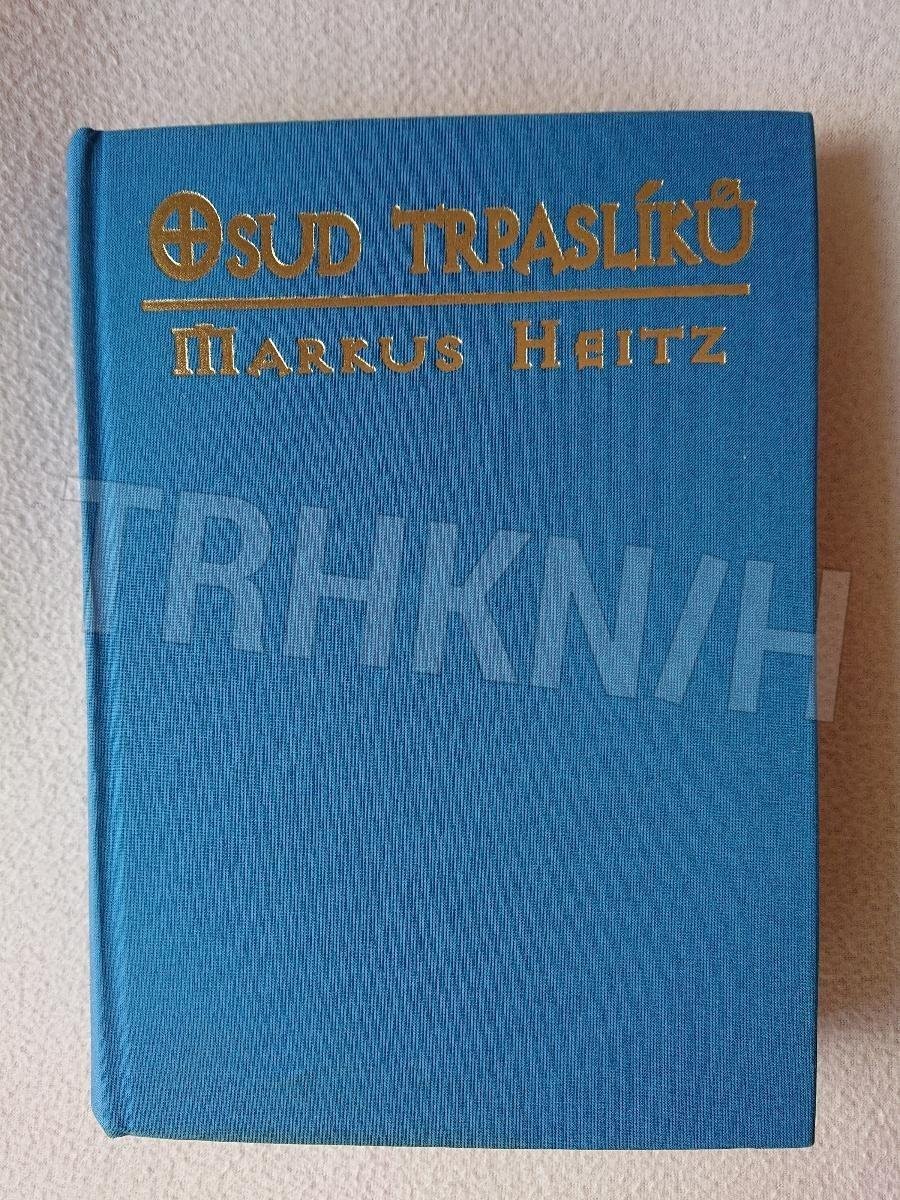 Osud trpaslíků
Markus Heitz
TRHKNIH